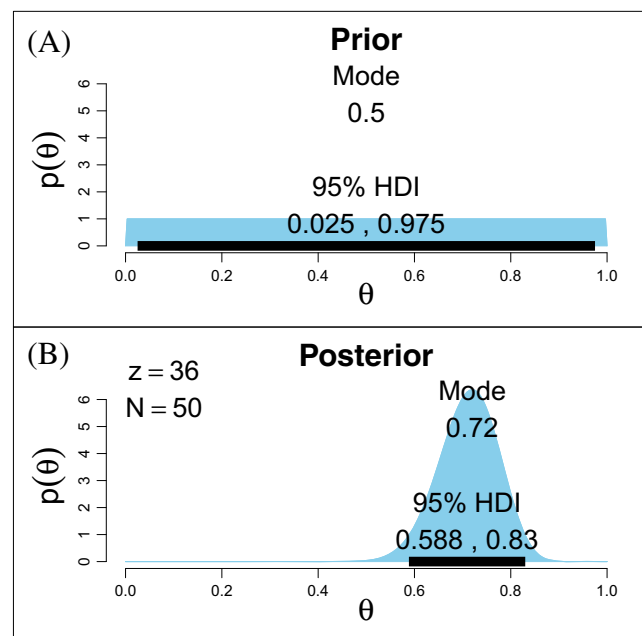 (A)
Prior
Mode
0.5
95% HDI
0.025 , 0.975
p(θ)
0 1 2 3 4 5 6
0.0 0.2 0.4 0.6 0.8 1.0
θ
(B)
Posterior
z = 36
N = 50
Mode
0.72
95% HDI
0.588 , 0.83
p(θ)
0 1 2 3 4 5 6
0.0 0.2 0.4 0.6 0.8 1.0
θ